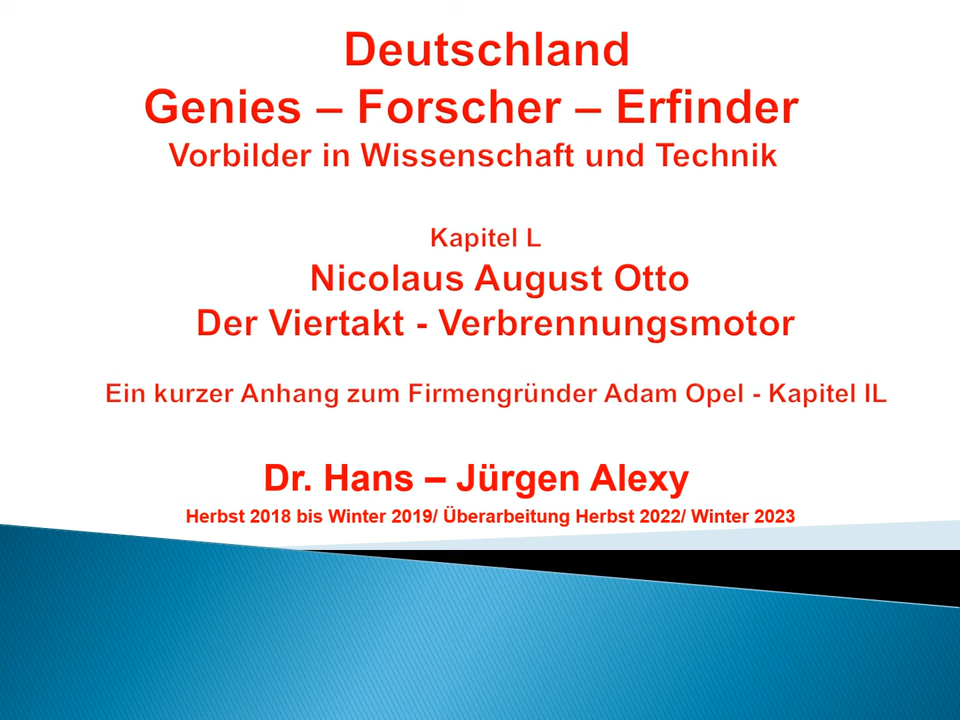 Deutschland
Genies – Forscher – Erfinder
Vorbilder in Wissenschaft und Technik
Kapitel L
Nicolaus August Otto
Der Viertakt - Verbrennungsmotor
Ein kurzer Anhang zum Firmengründer Adam Opel - Kapitel IL
Dr. Hans – Jürgen Alexy
Herbst 2018 bis Winter 2019/ Überarbeitung Herbst 2022/ Winter 2023